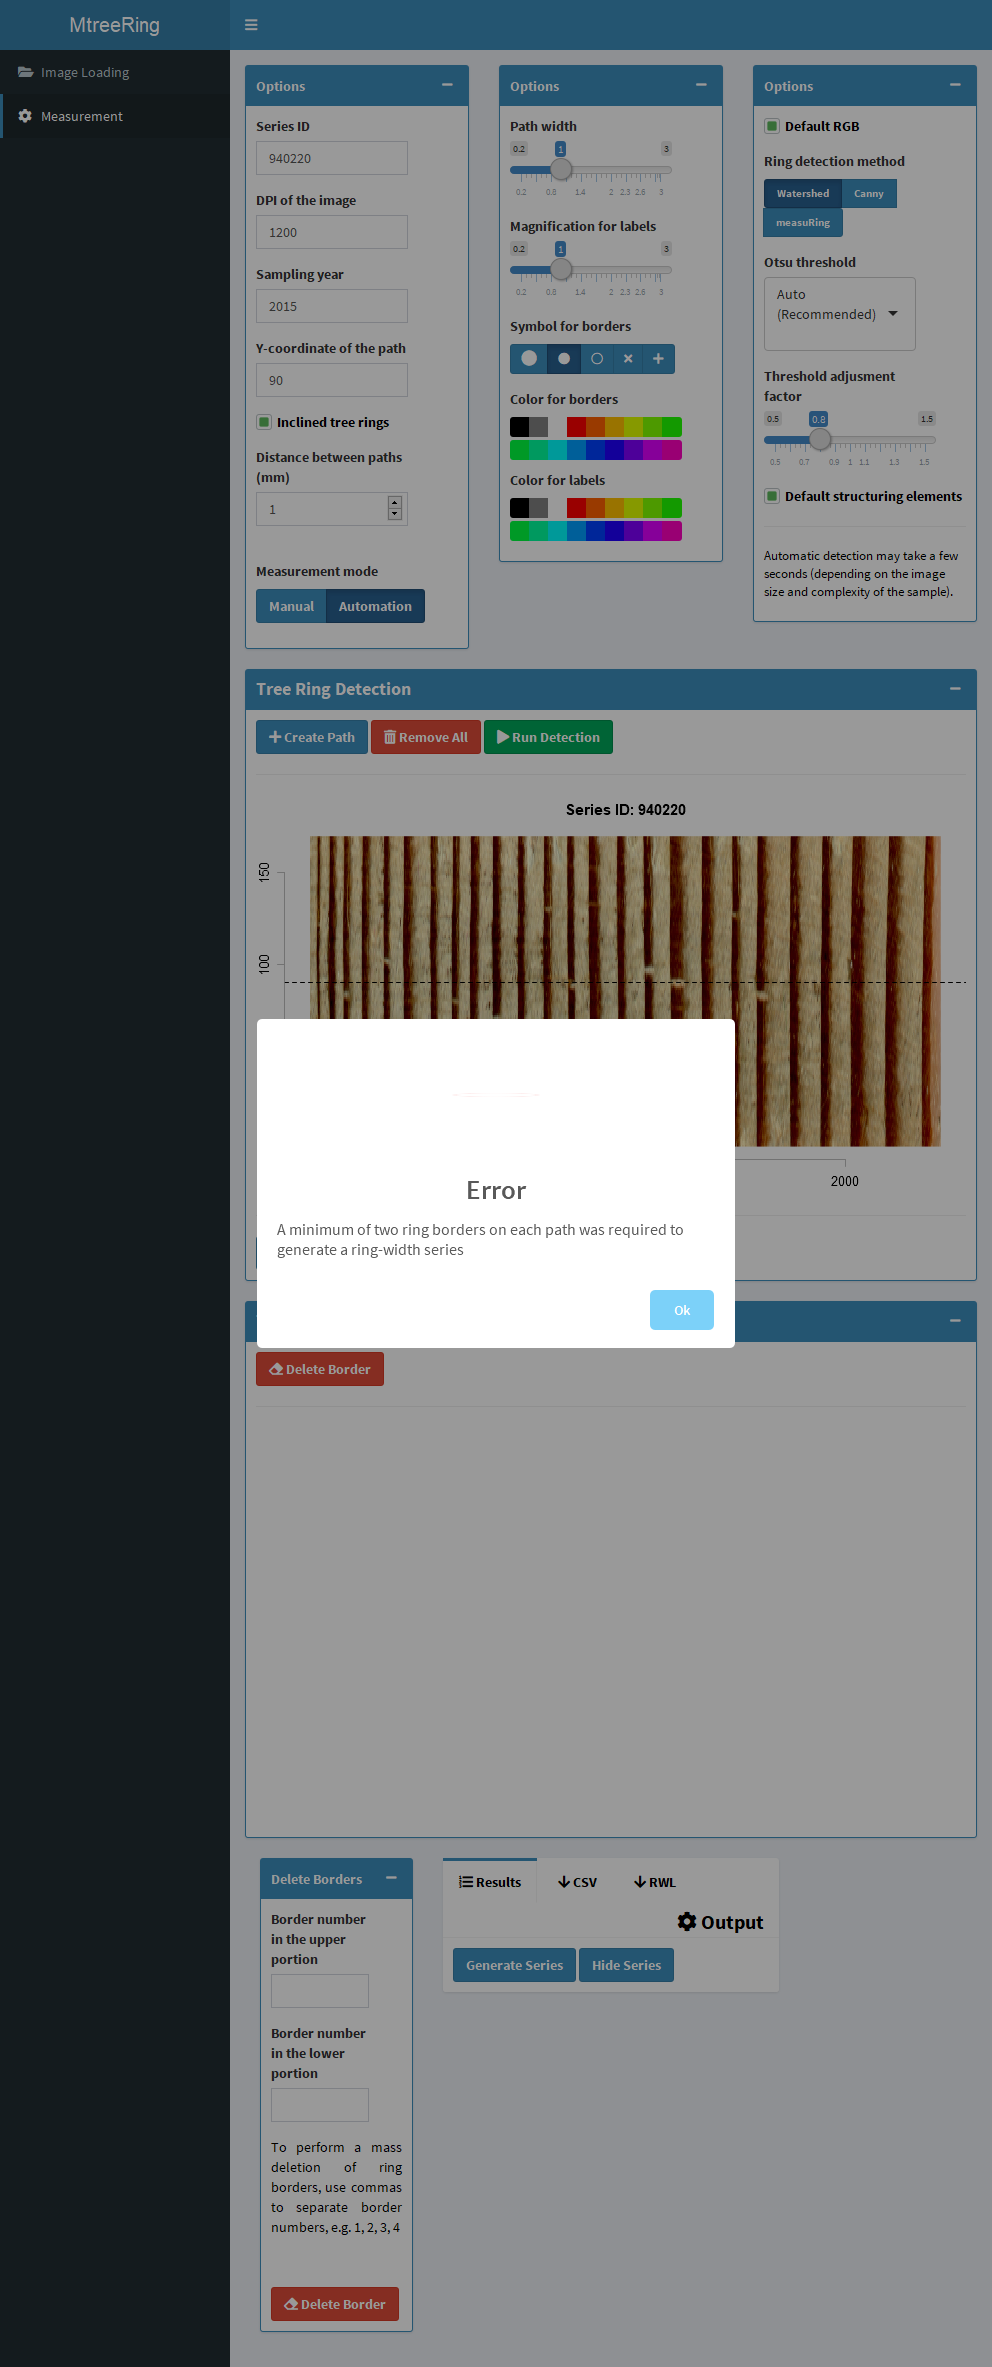 MtreeRing
Image Loading
Measurement
Options
Series ID
940220
DPI of the image
1200
Sampling year
2015
Y-coordinate of the path
90
Inclined tree rings
Distance between paths
(mm)
1
Measurement mode
Manual Automation
Options
Path width
0.2 1 3
0.2 0.8 1.4 2 2.3 2.6 3
Magnification for labels
0.2 1 3
0.2 0.8 1.4 2 2.3 2.6 3
Symbol for borders
Color for borders
Color for labels
Options
Default RGB
Ring detection method
Watershed Canny
measuRing
Otsu threshold
Auto
(Recommended)
Threshold adjusment
factor
0.5 0.8 1.5
0.5 0.7 0.9 1 1.1 1.3 1.5
Default structuring elements
Automatic detection may take a few
seconds (depending on the image
size and complexity of the sample).
Tree Ring Detection
Create Path Remove All Run Detection
Series ID: 940220
150
100
2000
Error
A minimum of two ring borders on each path was required to
generate a ring-width series
Ok
Delete Border
Delete Borders
Border number
in the upper
portion
Border number
in the lower
portion
To perform a mass
deletion of ring
borders, use commas
to separate border
numbers, e.g. 1, 2, 3, 4
Delete Border
Results CSV RWL
Output
Generate Series Hide Series